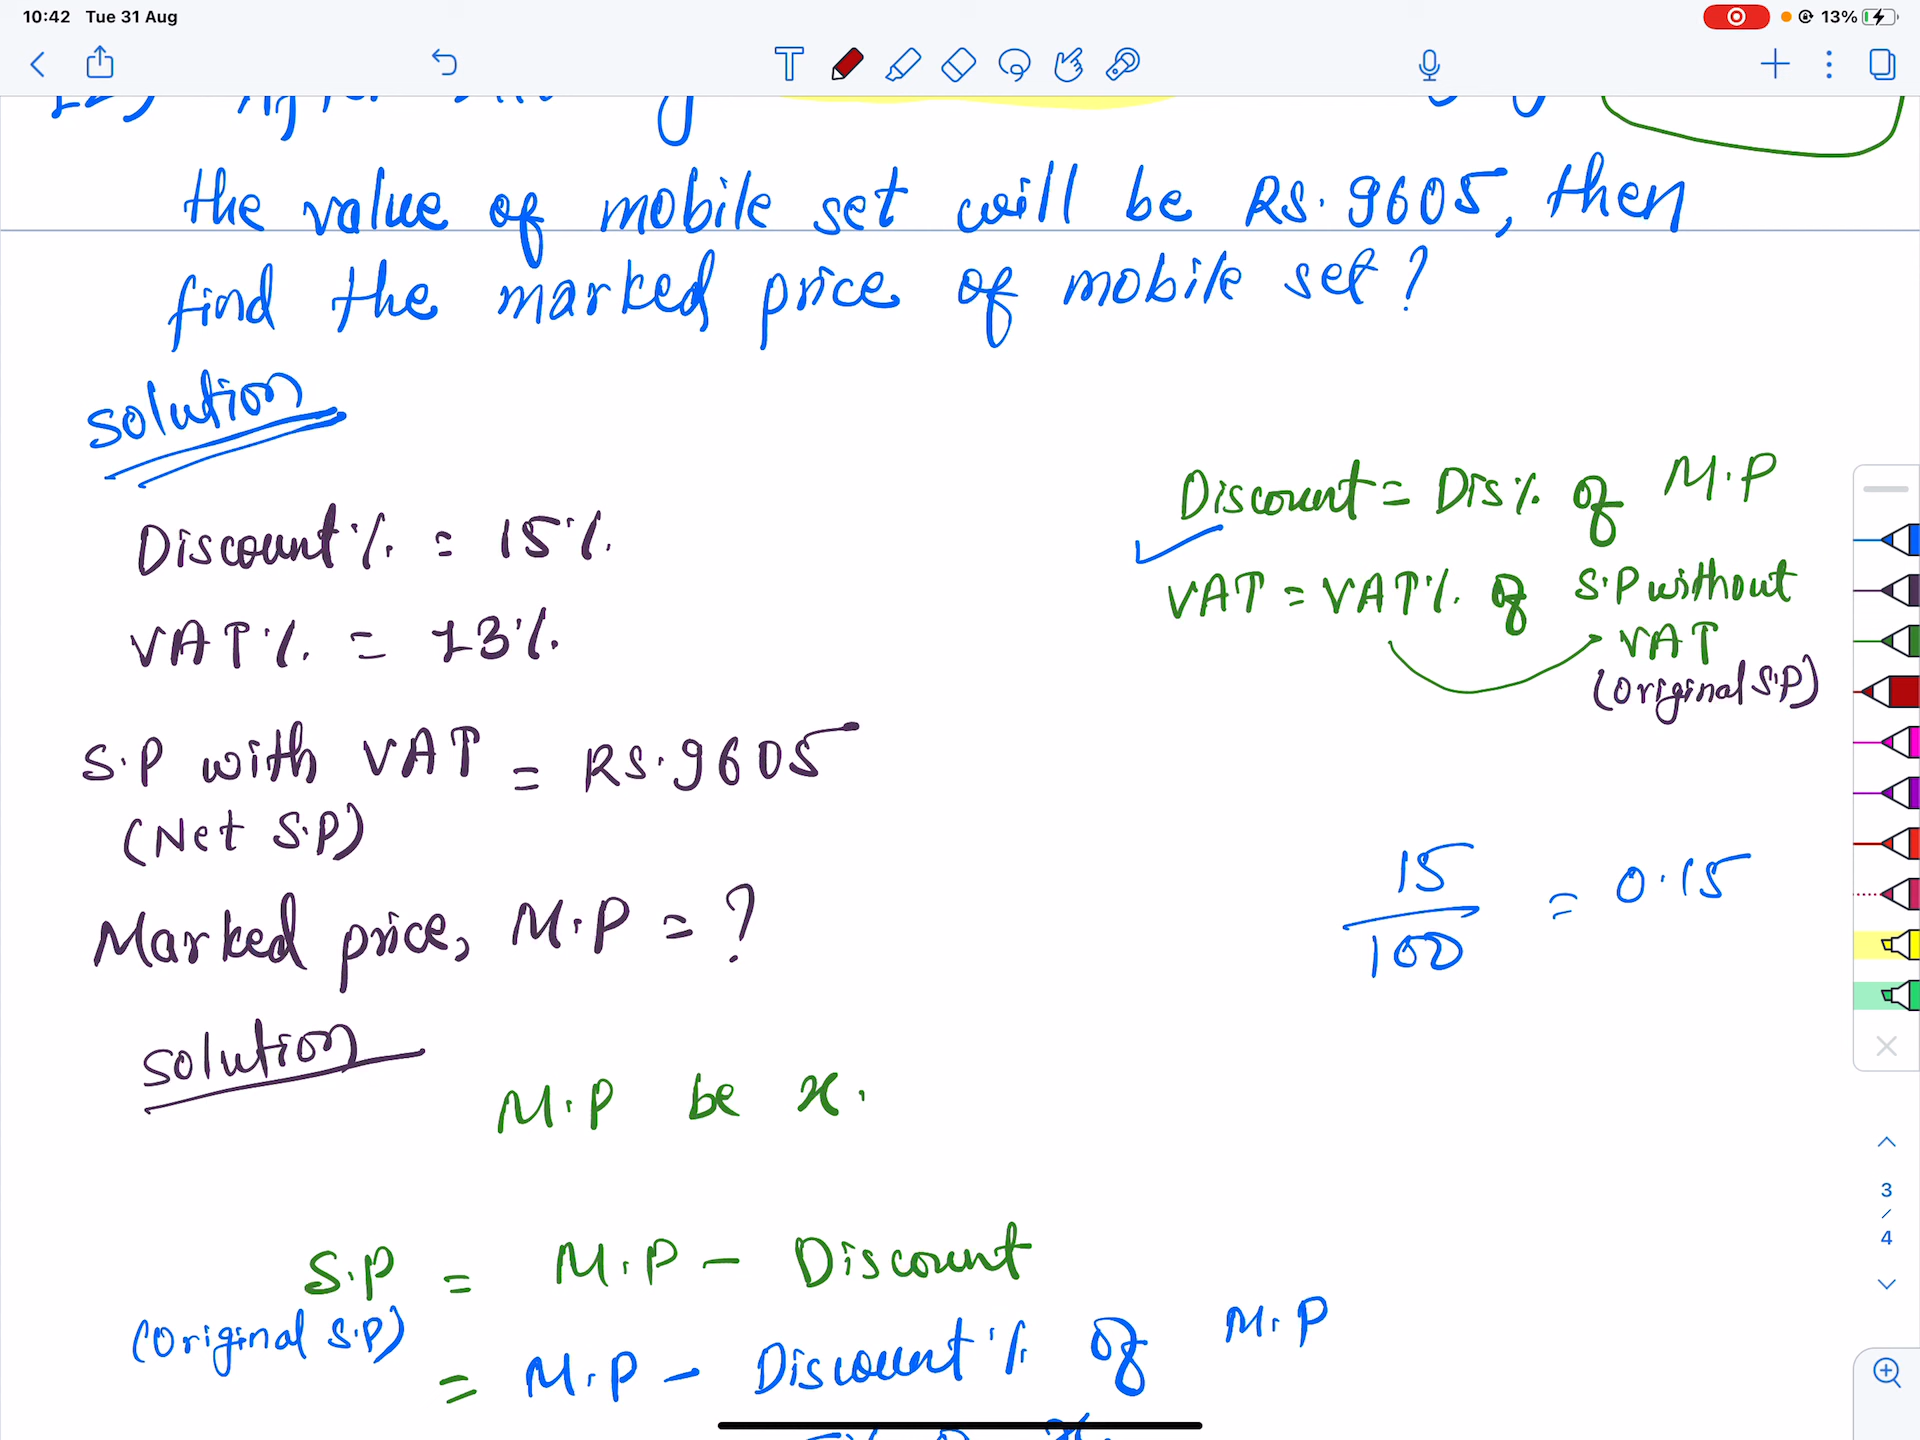 10:42 Tue 31 Aug
13%
the value of mobile set will be Rs. 9605, then
find the marked price of mobile set?
solution
Discount % = 15%.
VAT %. = 13%.
S.P with VAT = Rs. 9605
(Net S.P)
Marked price, M.P = ?
Discount = Dis % of M.P
VAT = VAT %. of S.P without
VAT
(Original S.P)
15
100
= 0.15
solution
M.P be x.
S.P = M.P - Discount
(Original S.P)
= M.P - Discount % of M.P
3
/
4